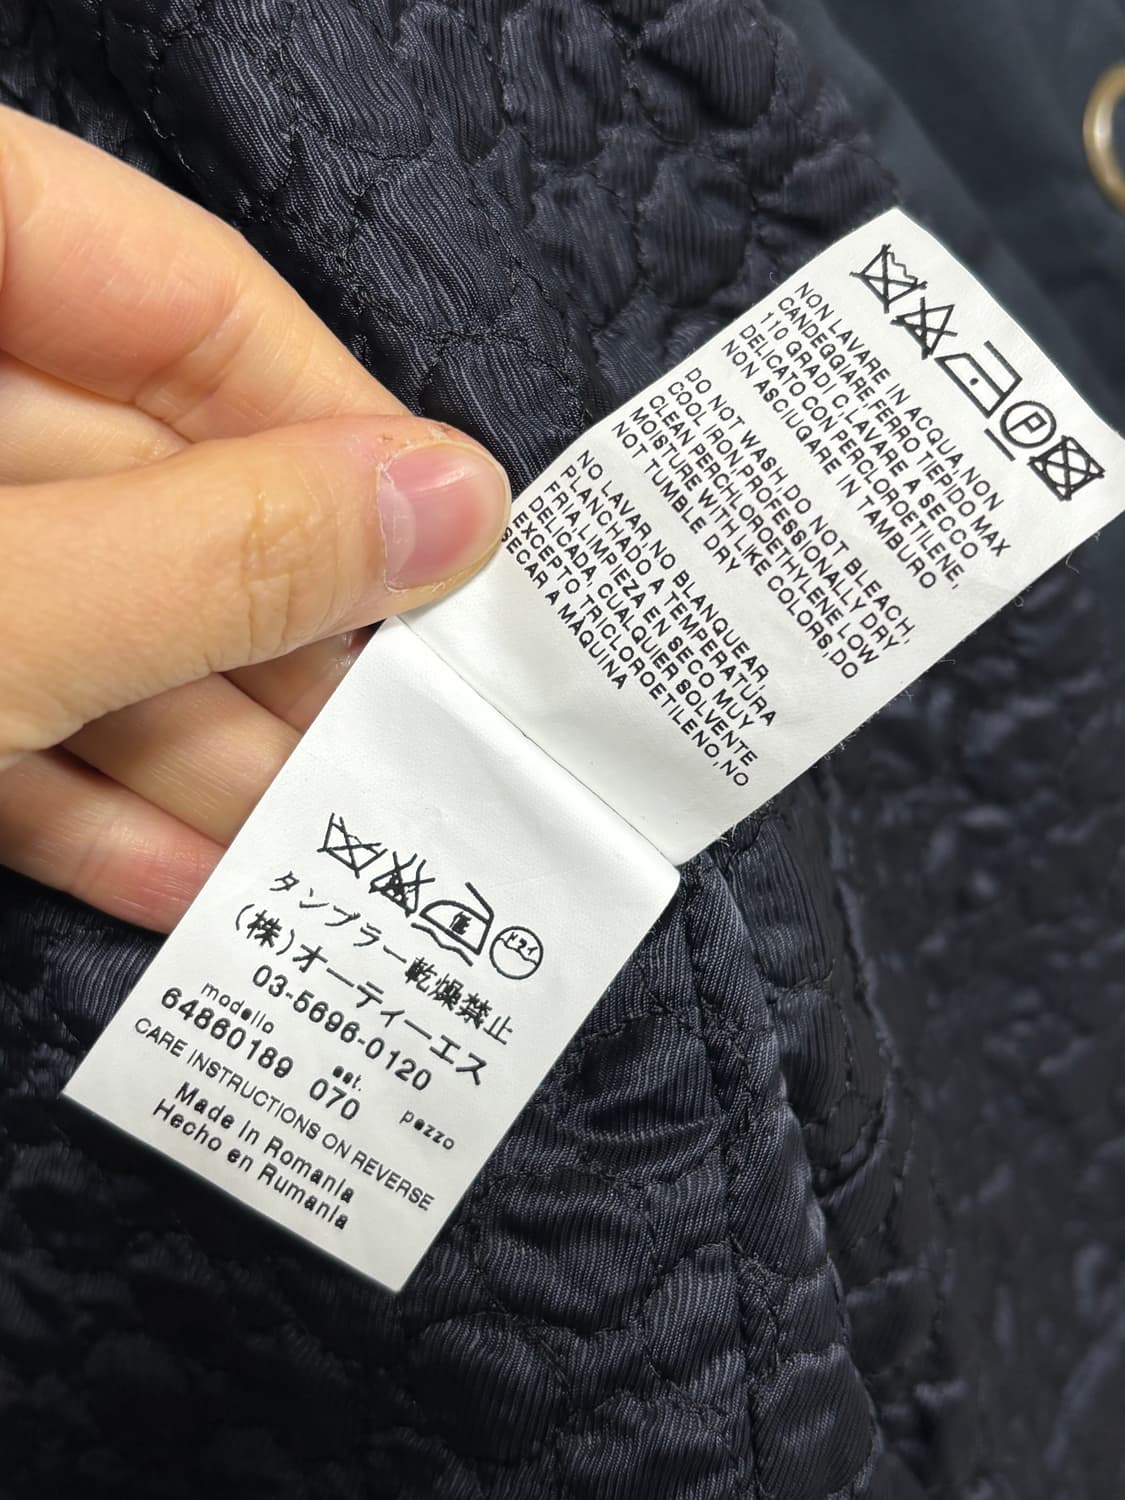 NON LAVARE IN ACQUA,NON
CANDEGGIARE,FERRO TIEPIDO MAX
110 GRADI C,LAVARE A SECCO
DELICATO CON PERCLOROETILENE,
NON ASCIUGARE IN TAMBURO
DO NOT WASH,DO NOT BLEACH,
COOL IRON,PROFESSIONALLY DRY
CLEAN PERCHLOROETHYLENE LOW
MOISTURE WITH LIKE COLORS,DO
NOT TUMBLE DRY
NO LAVAR,NO BLANQUEAR,
PLANCHADO A TEMPERATURA
FRIA,LIMPIEZA EN SECO MUY
DELICADA, CUALQUIER SOLVENTE
EXCEPTO TRICLOROETILENO,NO
SECAR A MÁQUINA
タンブラー乾燥禁止
(株)オーティーエス
03-5696-0120
modello est. pezzo
64860189 070
CARE INSTRUCTIONS ON REVERSE
Made in Romania
Hecho en Rumania